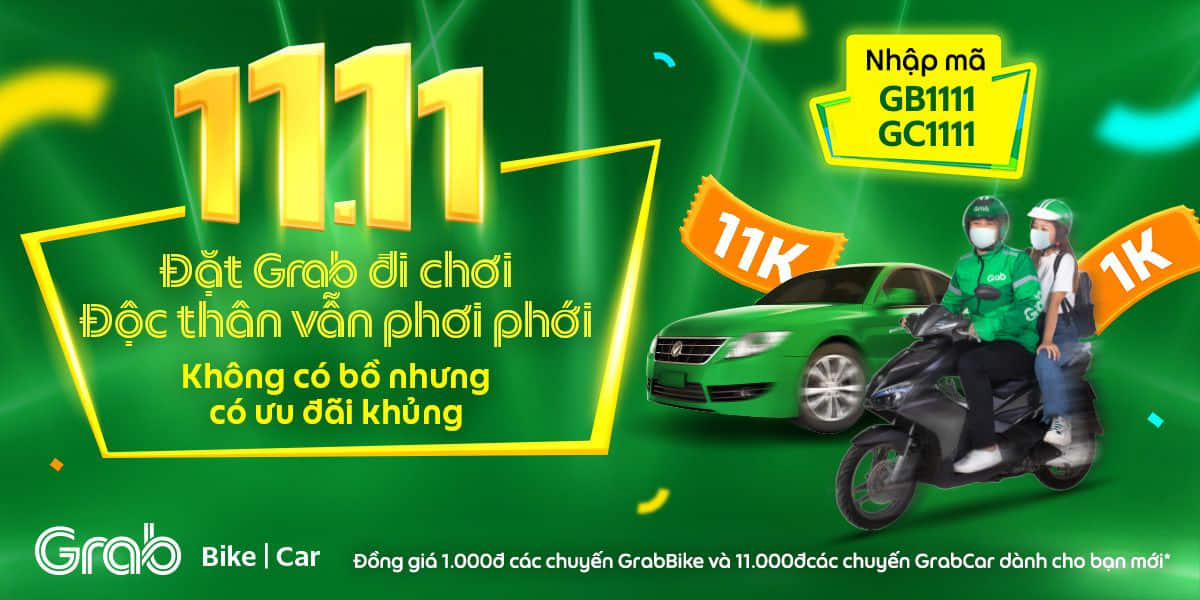 11.11
Đặt Grab đi chơi
Độc thân vẫn phơi phới
Không có bồ nhưng
có ưu đãi khủng
Nhập mã
GB1111
GC1111
11K
1K
Grab
Grab
Grab Bike | Car
Đồng giá 1.000đ các chuyến GrabBike và 11.000đcác chuyến GrabCar dành cho bạn mới*